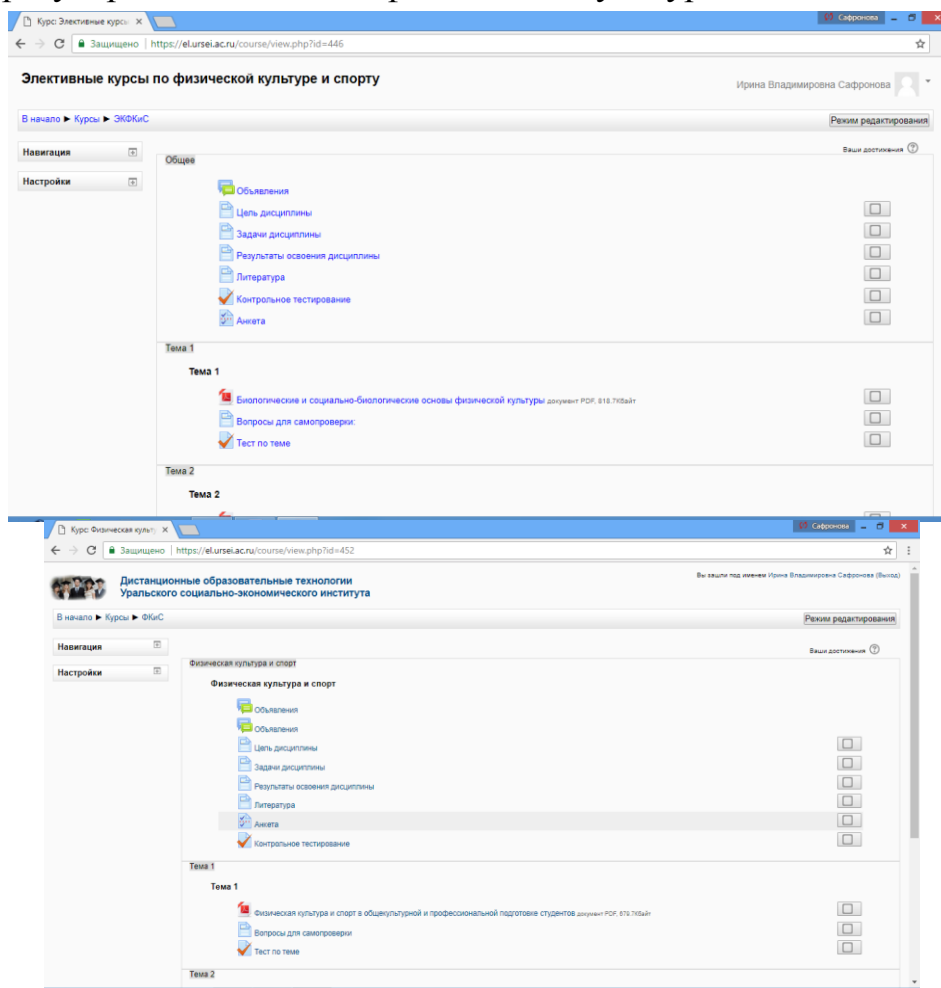 Курс: Элективные курсы
Сафронова
Защищено | https://el.ursei.ac.ru/course/view.php?id=446
Элективные курсы по физической культуре и спорту
Ирина Владимировна Сафронова
В начало ► Курсы ► ЭКФКиС
Режим редактирования
Навигация
Ваши достижения
Общее
Настройки
Объявления
Цель дисциплины
Задачи дисциплины
Результаты освоения дисциплины
Литература
Контрольное тестирование
Анкета
Тема 1
Тема 1
Биологические и социально-биологические основы физической культуры документ PDF, 818.7Кбайт
Вопросы для самопроверки:
Тест по теме
Тема 2
Тема 2
Курс: Физическая культ
Сафронова
Защищено | https://el.ursei.ac.ru/course/view.php?id=452
Дистанционные образовательные технологии
Уральского социально-экономического института
Вы зашли под именем Ирина Владимировна Сафронова (Выход)
В начало ► Курсы ► ФКиС
Режим редактирования
Навигация
Ваши достижения
Физическая культура и спорт
Настройки
Физическая культура и спорт
Объявления
Объявления
Цель дисциплины
Задачи дисциплины
Результаты освоения дисциплины
Литература
Анкета
Контрольное тестирование
Тема 1
Тема 1
Физическая культура и спорт в общекультурной и профессиональной подготовке студентов документ PDF, 679.7Кбайт
Вопросы для самопроверки
Тест по теме
Тема 2